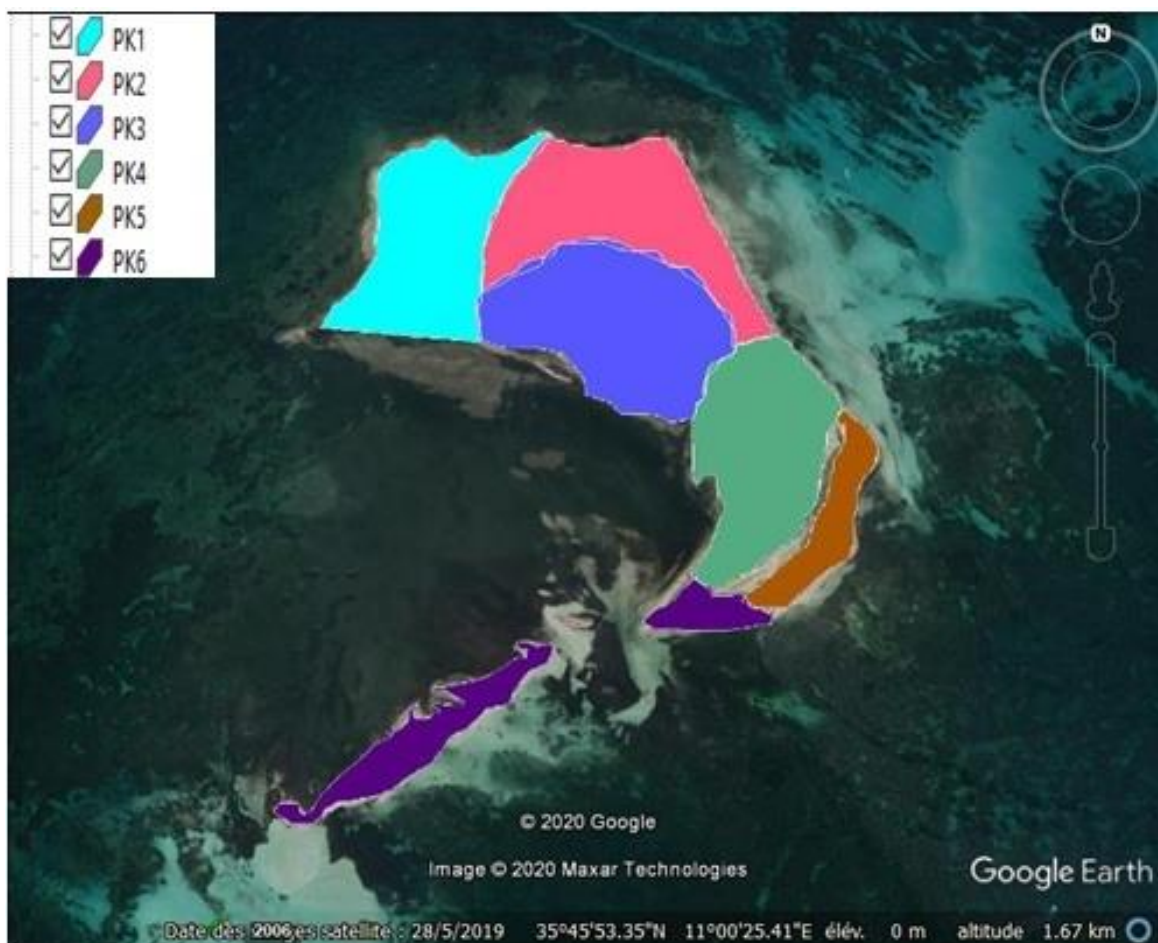 PK1
PK2
PK3
PK4
PK5
PK6
N
© 2020 Google
Image © 2020 Maxar Technologies
Google Earth
Date des 2006es satellite : 28/5/2019 35°45'53.35"N 11°00'25.41"E élév. 0 m altitude 1.67 km